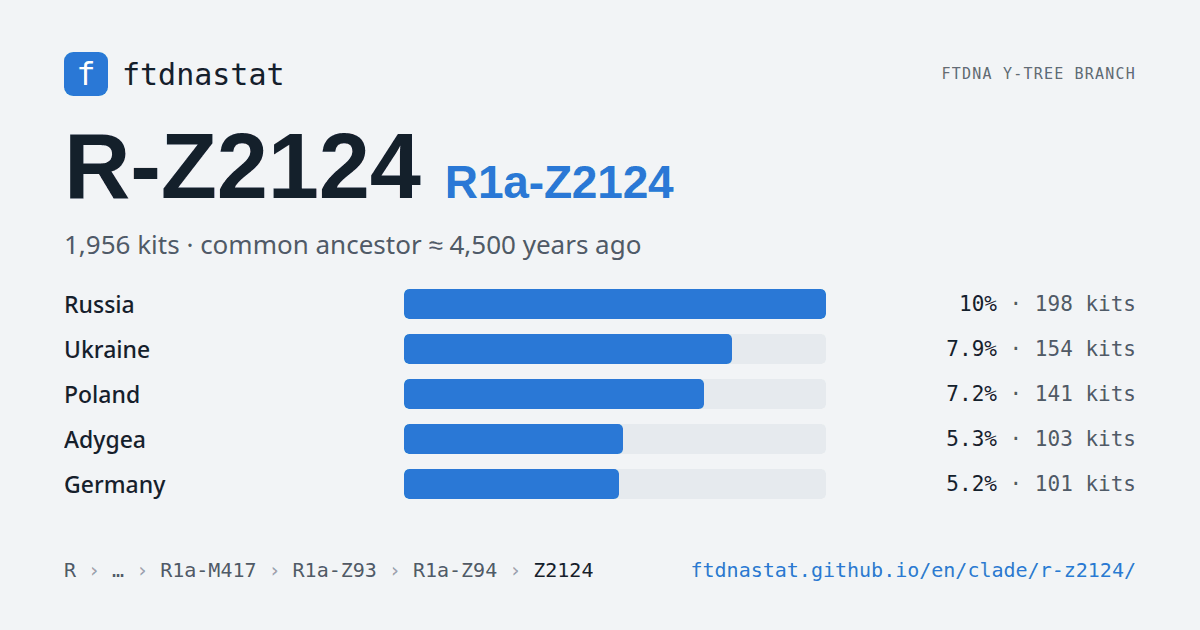 f ftdnastat
FTDNA Y-TREE BRANCH
R-Z2124 R1a-Z2124
1,956 kits · common ancestor ≈ 4,500 years ago
Russia 10% · 198 kits
Ukraine 7.9% · 154 kits
Poland 7.2% · 141 kits
Adygea 5.3% · 103 kits
Germany 5.2% · 101 kits
R › … › R1a-M417 › R1a-Z93 › R1a-Z94 › Z2124
ftdnastat.github.io/en/clade/r-z2124/